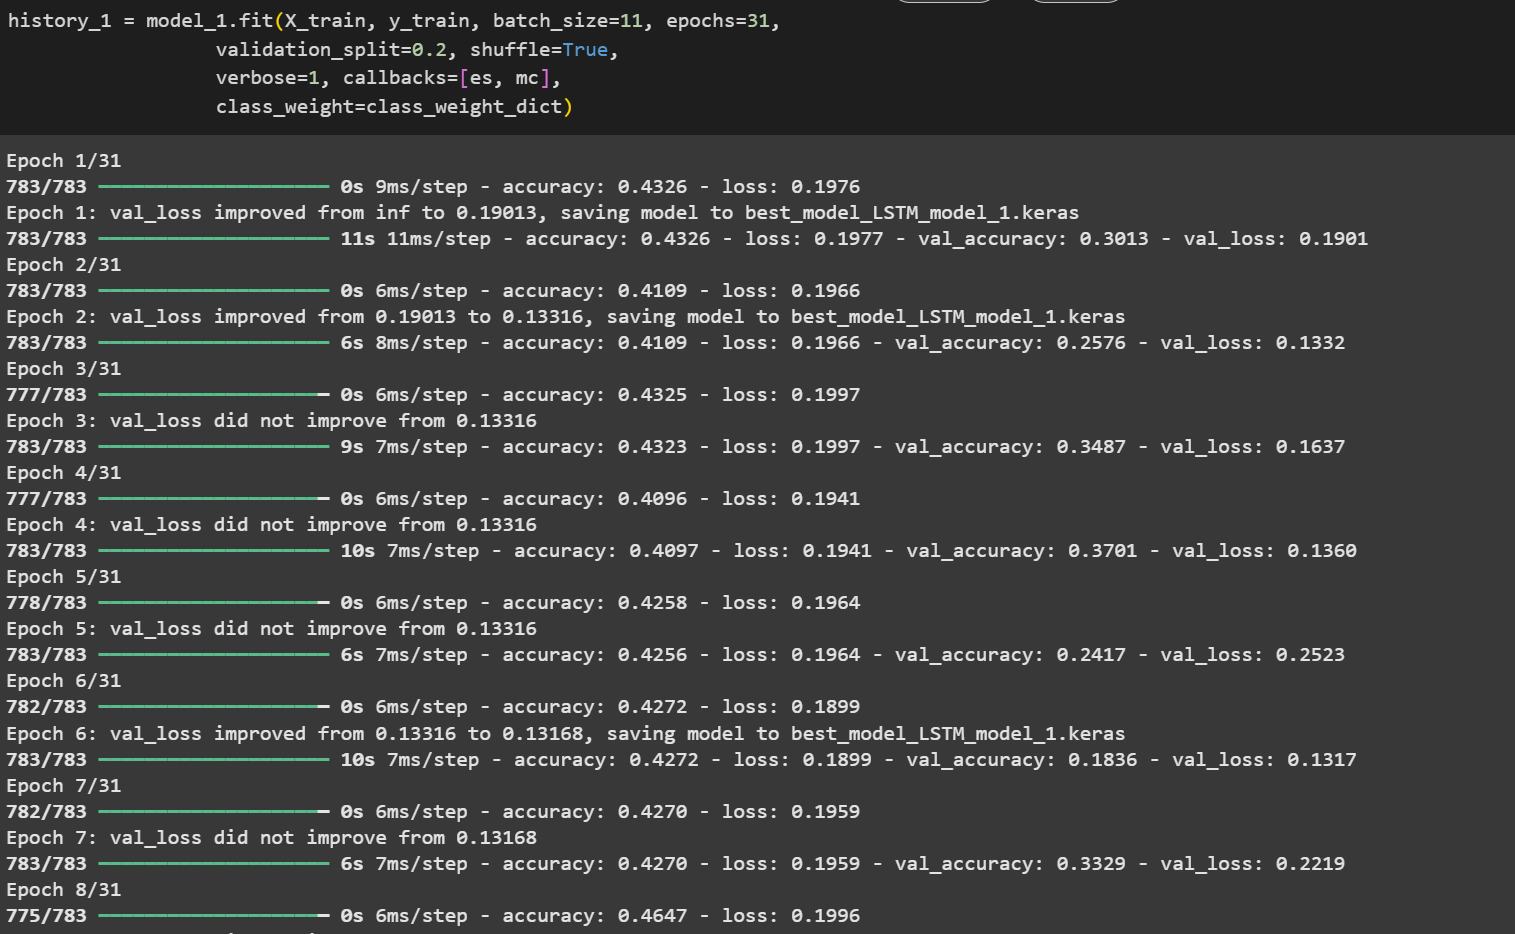 history_1 = model_1.fit(X_train, y_train, batch_size=11, epochs=31,
validation_split=0.2, shuffle=True,
verbose=1, callbacks=[es, mc],
class_weight=class_weight_dict)
Epoch 1/31
783/783 ━━━━━━━━━━━━━━━━━━━━ 0s 9ms/step - accuracy: 0.4326 - loss: 0.1976
Epoch 1: val_loss improved from inf to 0.19013, saving model to best_model_LSTM_model_1.keras
783/783 ━━━━━━━━━━━━━━━━━━━━ 11s 11ms/step - accuracy: 0.4326 - loss: 0.1977 - val_accuracy: 0.3013 - val_loss: 0.1901
Epoch 2/31
783/783 ━━━━━━━━━━━━━━━━━━━━ 0s 6ms/step - accuracy: 0.4109 - loss: 0.1966
Epoch 2: val_loss improved from 0.19013 to 0.13316, saving model to best_model_LSTM_model_1.keras
783/783 ━━━━━━━━━━━━━━━━━━━━ 6s 8ms/step - accuracy: 0.4109 - loss: 0.1966 - val_accuracy: 0.2576 - val_loss: 0.1332
Epoch 3/31
777/783 ━━━━━━━━━━━━━━━━━━━━ 0s 6ms/step - accuracy: 0.4325 - loss: 0.1997
Epoch 3: val_loss did not improve from 0.13316
783/783 ━━━━━━━━━━━━━━━━━━━━ 9s 7ms/step - accuracy: 0.4323 - loss: 0.1997 - val_accuracy: 0.3487 - val_loss: 0.1637
Epoch 4/31
777/783 ━━━━━━━━━━━━━━━━━━━━ 0s 6ms/step - accuracy: 0.4096 - loss: 0.1941
Epoch 4: val_loss did not improve from 0.13316
783/783 ━━━━━━━━━━━━━━━━━━━━ 10s 7ms/step - accuracy: 0.4097 - loss: 0.1941 - val_accuracy: 0.3701 - val_loss: 0.1360
Epoch 5/31
778/783 ━━━━━━━━━━━━━━━━━━━━ 0s 6ms/step - accuracy: 0.4258 - loss: 0.1964
Epoch 5: val_loss did not improve from 0.13316
783/783 ━━━━━━━━━━━━━━━━━━━━ 6s 7ms/step - accuracy: 0.4256 - loss: 0.1964 - val_accuracy: 0.2417 - val_loss: 0.2523
Epoch 6/31
782/783 ━━━━━━━━━━━━━━━━━━━━ 0s 6ms/step - accuracy: 0.4272 - loss: 0.1899
Epoch 6: val_loss improved from 0.13316 to 0.13168, saving model to best_model_LSTM_model_1.keras
783/783 ━━━━━━━━━━━━━━━━━━━━ 10s 7ms/step - accuracy: 0.4272 - loss: 0.1899 - val_accuracy: 0.1836 - val_loss: 0.1317
Epoch 7/31
782/783 ━━━━━━━━━━━━━━━━━━━━ 0s 6ms/step - accuracy: 0.4270 - loss: 0.1959
Epoch 7: val_loss did not improve from 0.13168
783/783 ━━━━━━━━━━━━━━━━━━━━ 6s 7ms/step - accuracy: 0.4270 - loss: 0.1959 - val_accuracy: 0.3329 - val_loss: 0.2219
Epoch 8/31
775/783 ━━━━━━━━━━━━━━━━━━━━ 0s 6ms/step - accuracy: 0.4647 - loss: 0.1996